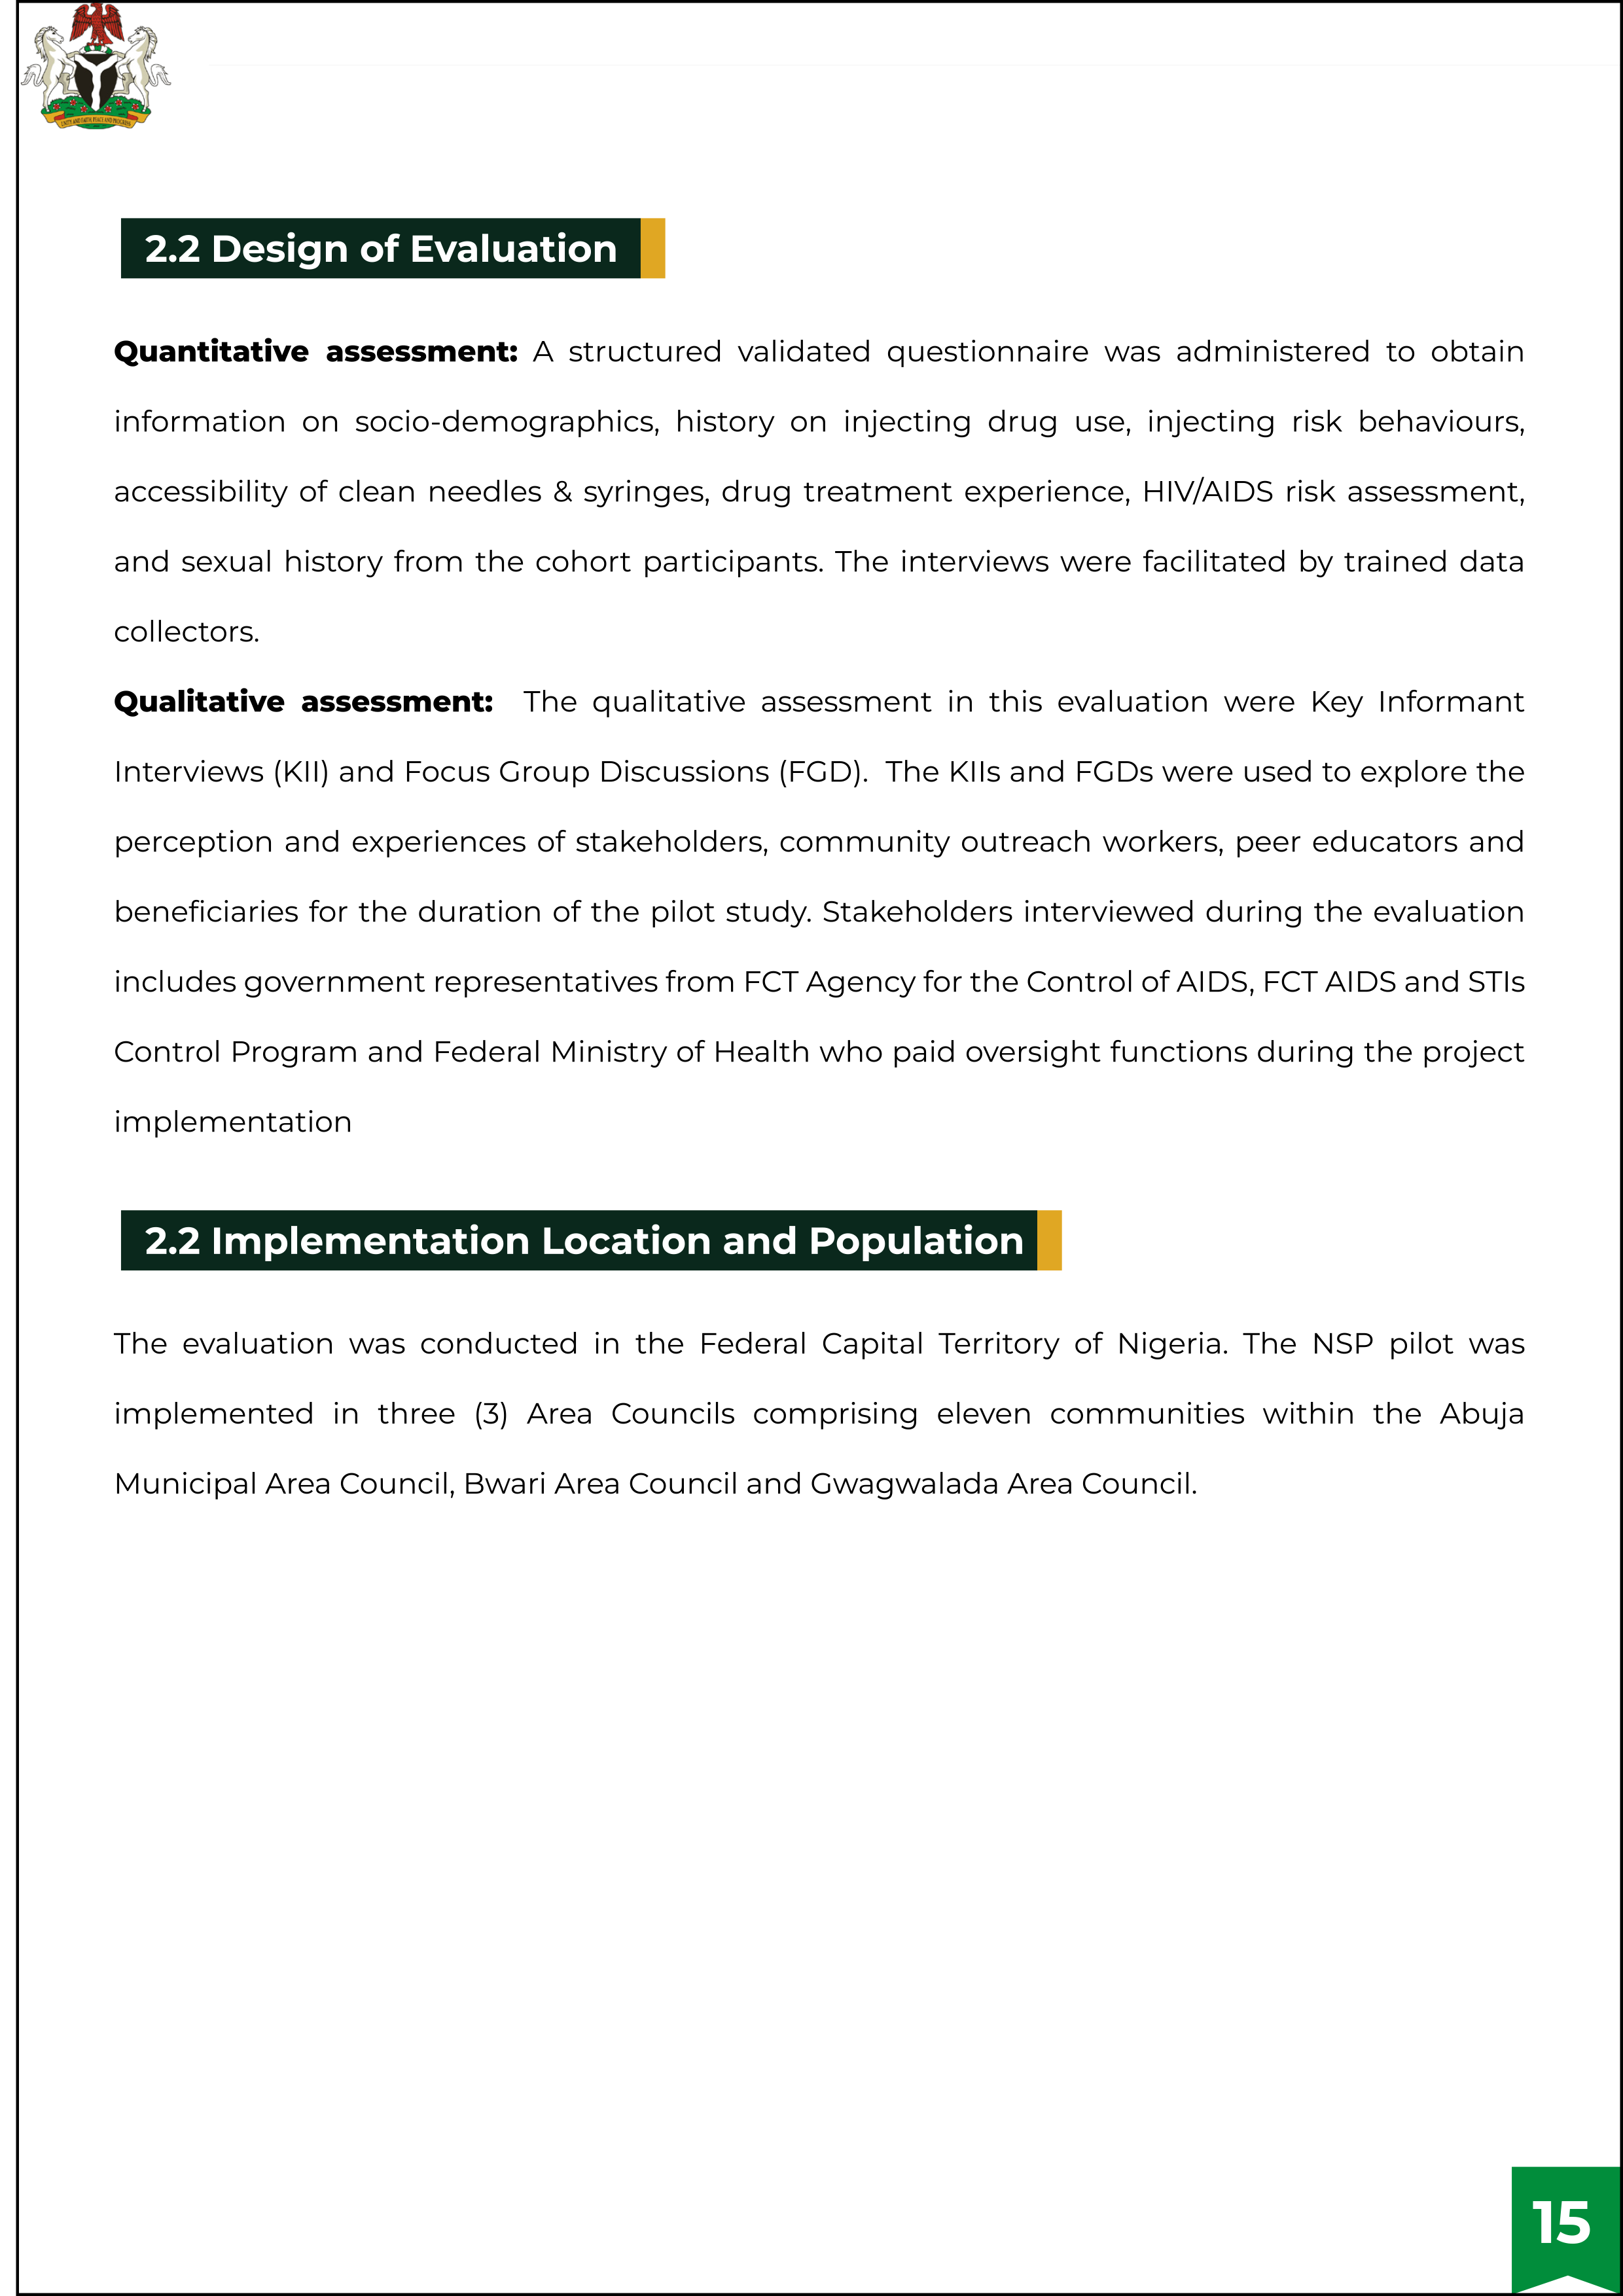 UNITY AND FAITH, PEACE AND PROGRESS
2.2 Design of Evaluation
Quantitative assessment: A structured validated questionnaire was administered to obtain
information on socio-demographics, history on injecting drug use, injecting risk behaviours,
accessibility of clean needles & syringes, drug treatment experience, HIV/AIDS risk assessment,
and sexual history from the cohort participants. The interviews were facilitated by trained data
collectors.
Qualitative assessment:  The qualitative assessment in this evaluation were Key Informant
Interviews (KII) and Focus Group Discussions (FGD).  The KIIs and FGDs were used to explore the
perception and experiences of stakeholders, community outreach workers, peer educators and
beneficiaries for the duration of the pilot study. Stakeholders interviewed during the evaluation
includes government representatives from FCT Agency for the Control of AIDS, FCT AIDS and STIs
Control Program and Federal Ministry of Health who paid oversight functions during the project
implementation
2.2 Implementation Location and Population
The evaluation was conducted in the Federal Capital Territory of Nigeria. The NSP pilot was
implemented in three (3) Area Councils comprising eleven communities within the Abuja
Municipal Area Council, Bwari Area Council and Gwagwalada Area Council.
15